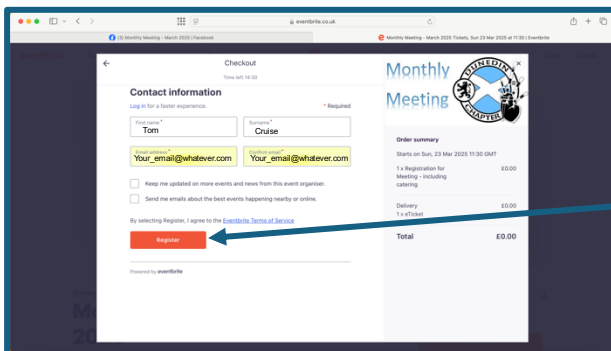 eventbrite.co.uk
(3) Monthly Meeting - March 2025 | Facebook
Monthly Meeting - March 2025 Tickets, Sun 23 Mar 2025 at 11:30 | Eventbrite
Checkout
Time left 14:30
Contact information
Log in for a faster experience.
* Required
First name *
Tom
Surname *
Cruise
Email address *
Your_email@whatever.com
Confirm email *
Your_email@whatever.com
Keep me updated on more events and news from this event organiser.
Send me emails about the best events happening nearby or online.
By selecting Register, I agree to the Eventbrite Terms of Service
Register
Powered by eventbrite
Monthly
Meeting
DUNEDIN
CHAPTER
Order summary
Starts on Sun, 23 Mar 2025 11:30 GMT
1 x Registration for £0.00
Meeting - including
catering
Delivery £0.00
1 x eTicket
Total £0.00